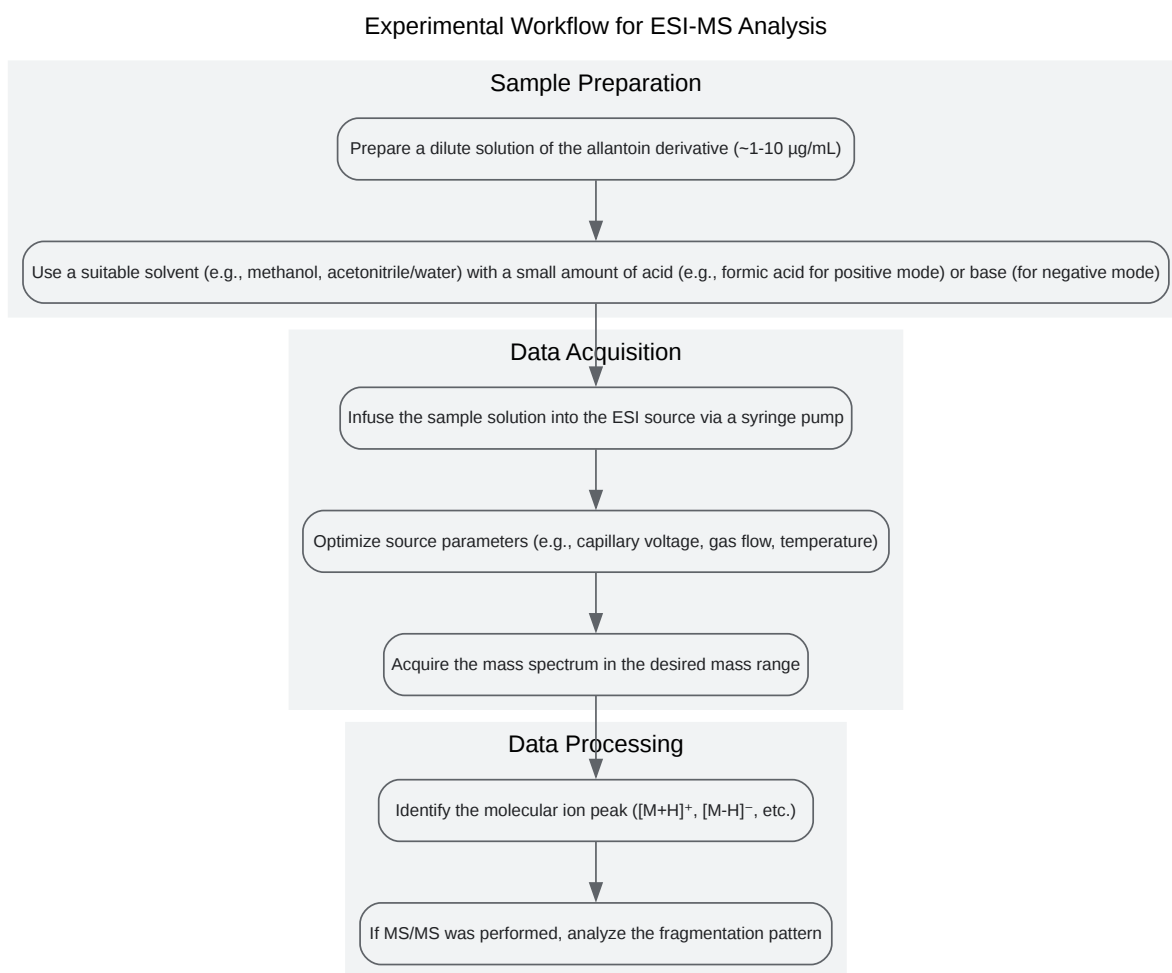 Experimental Workflow for ESI-MS Analysis
Sample Preparation
Prepare a dilute solution of the allantoin derivative (~1-10 µg/mL)
Use a suitable solvent (e.g., methanol, acetonitrile/water) with a small amount of acid (e.g., formic acid for positive mode) or base (for negative mode)
Data Acquisition
Infuse the sample solution into the ESI source via a syringe pump
Optimize source parameters (e.g., capillary voltage, gas flow, temperature)
Acquire the mass spectrum in the desired mass range
Data Processing
Identify the molecular ion peak ([M+H]⁺, [M-H]⁻, etc.)
If MS/MS was performed, analyze the fragmentation pattern